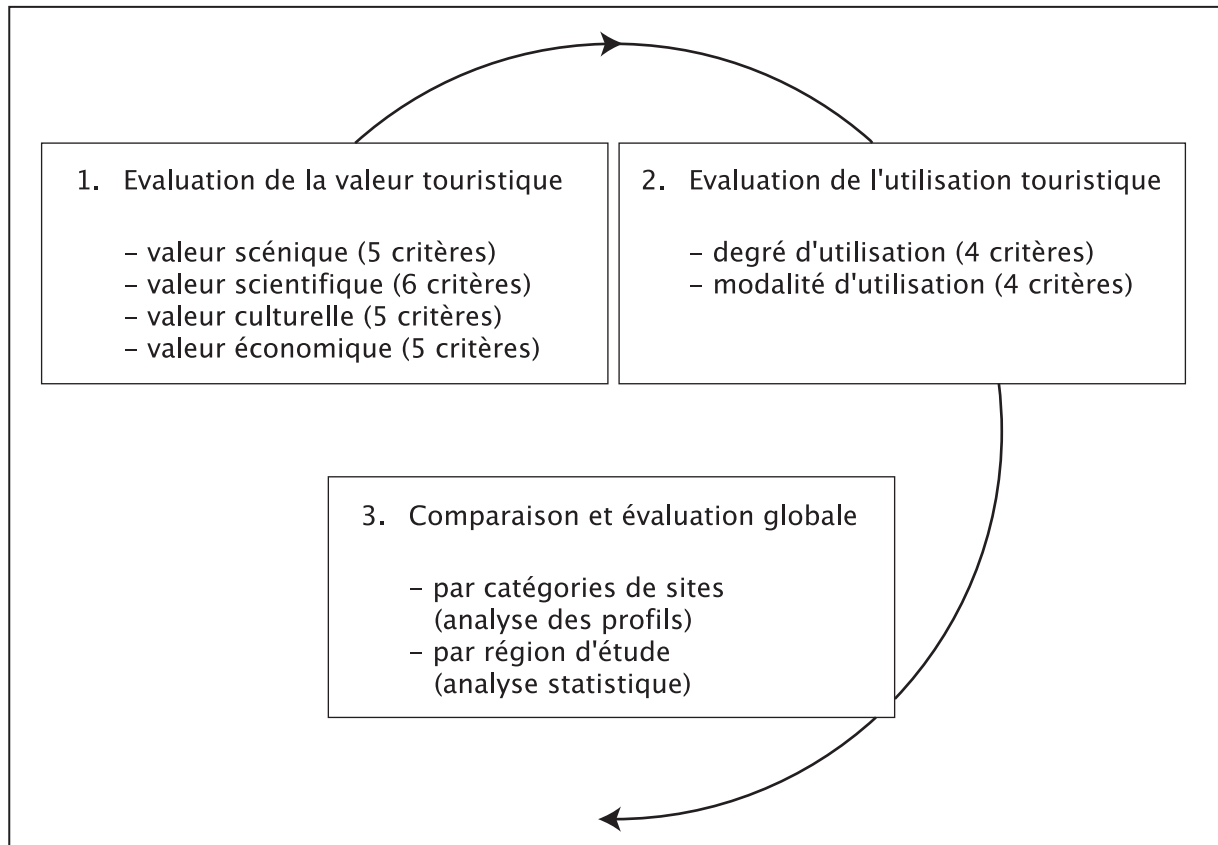 1. Evaluation de la valeur touristique
– valeur scénique (5 critères)
– valeur scientifique (6 critères)
– valeur culturelle (5 critères)
– valeur économique (5 critères)
2. Evaluation de l'utilisation touristique
– degré d'utilisation (4 critères)
– modalité d'utilisation (4 critères)
3. Comparaison et évaluation globale
– par catégories de sites
(analyse des profils)
– par région d'étude
(analyse statistique)